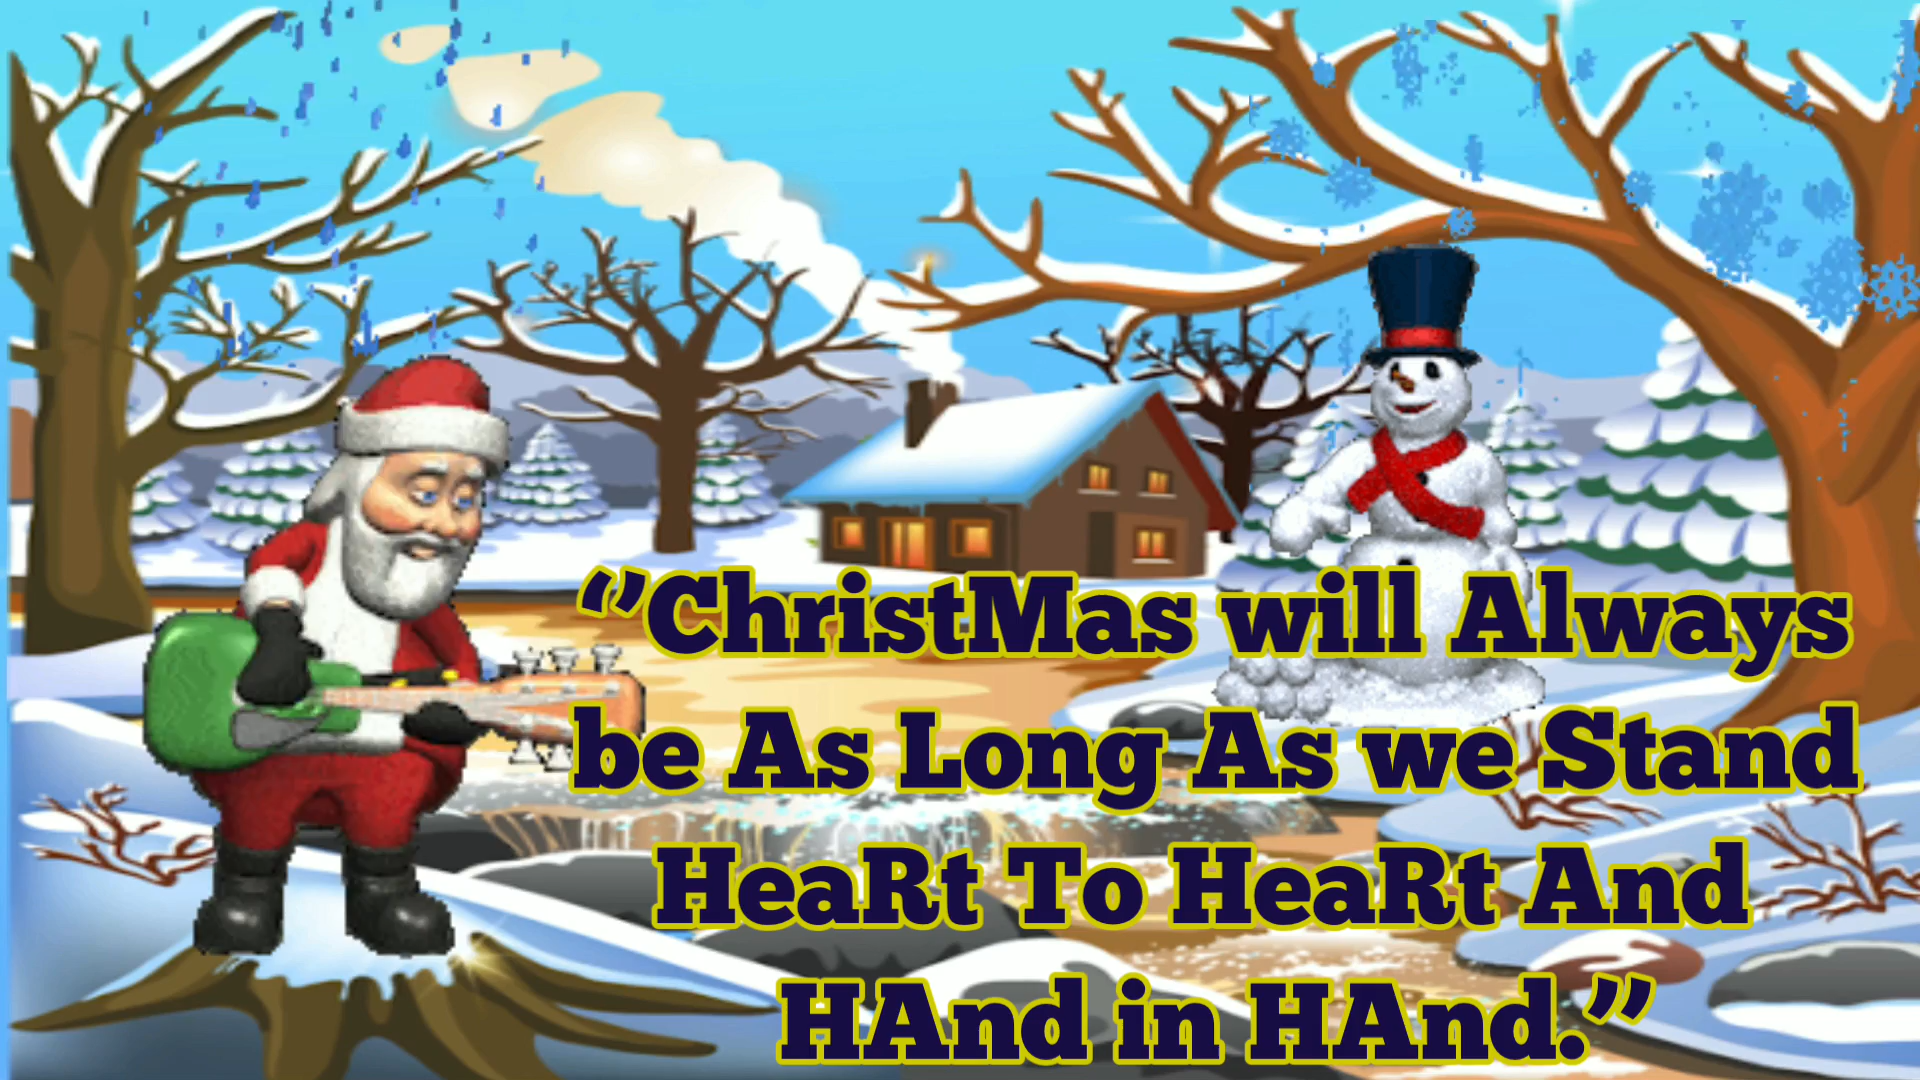 ‘’ChristMas will Always
be As Long As we Stand
HeaRt To HeaRt And
HAnd in HAnd.’’